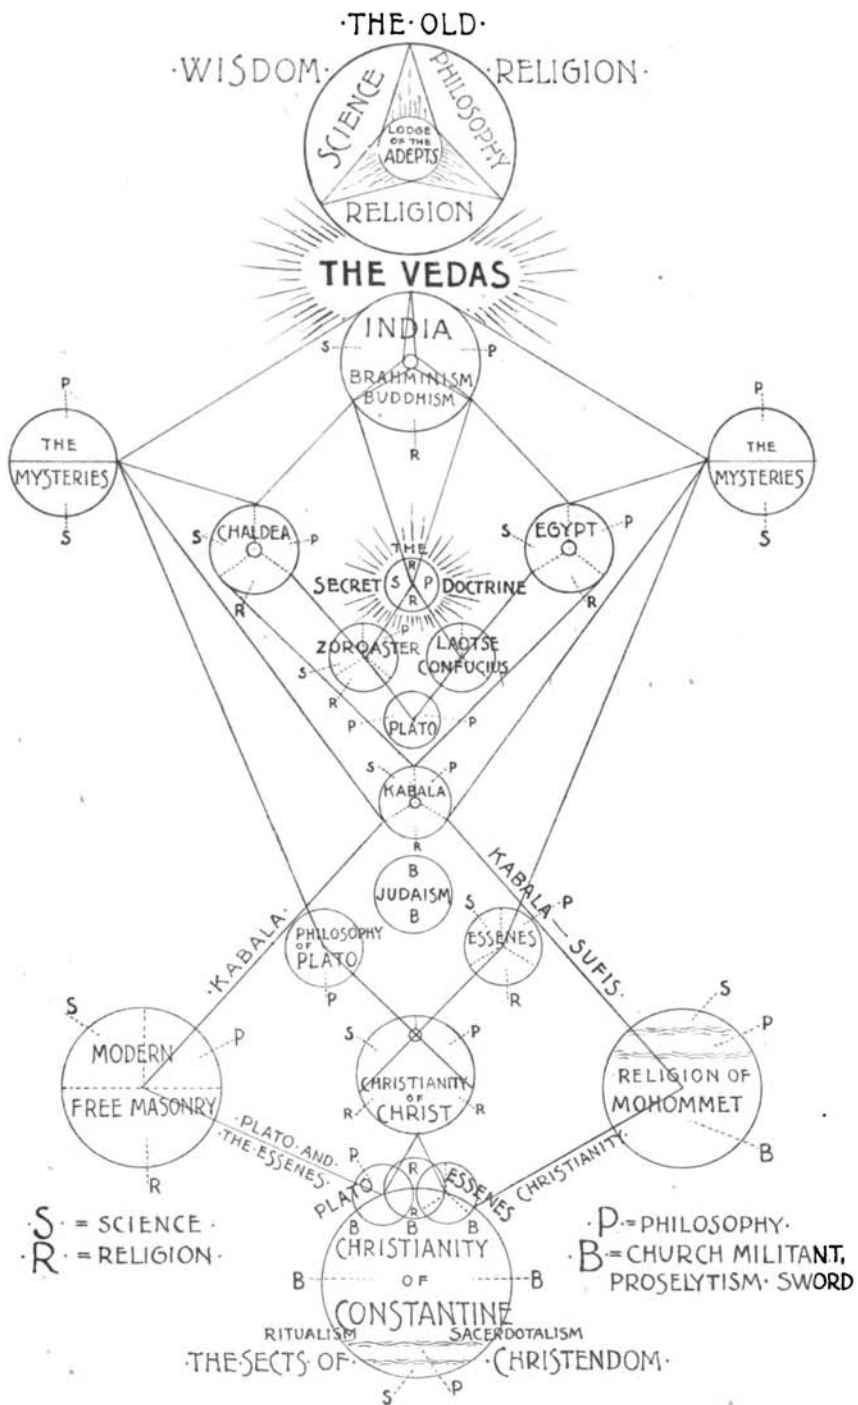 ·THE·OLD·
·WISDOM· ·RELIGION·
SCIENCE
PHILOSOPHY
LODGE
OF THE
ADEPTS
RELIGION
THE VEDAS
INDIA
S P
BRAHMINISM
BUDDHISM
R
P
THE
MYSTERIES
S
P
THE
MYSTERIES
S
S CHALDEA P
R
S EGYPT P
R
THE
R
SECRET S P DOCTRINE
R
ZOROASTER P
S
R
LAOTSE
CONFUCIUS
P PLATO P
S P
KABALA
R
B
JUDAISM
B
·KABALA·
KABALA — SUFIS·
PHILOSOPHY
OF
PLATO
P
S P
ESSENES
R
S
MODERN P
FREE MASONRY
R
S P
CHRISTIANITY
OF
R CHRIST R
S
P
·RELIGION OF
MOHOMMET
B
·PLATO AND
·THE ESSENES·
CHRISTIANITY·
P R
PLATO ESSENES
R
B B B
CHRISTIANITY
B OF B
CONSTANTINE
RITUALISM SACERDOTALISM
·THE·SECTS·OF· ·CHRISTENDOM·
S P
·S· = SCIENCE·
·R· = RELIGION·
·P·=PHILOSOPHY·
·B·=CHURCH MILITANT,
PROSELYTISM· SWORD